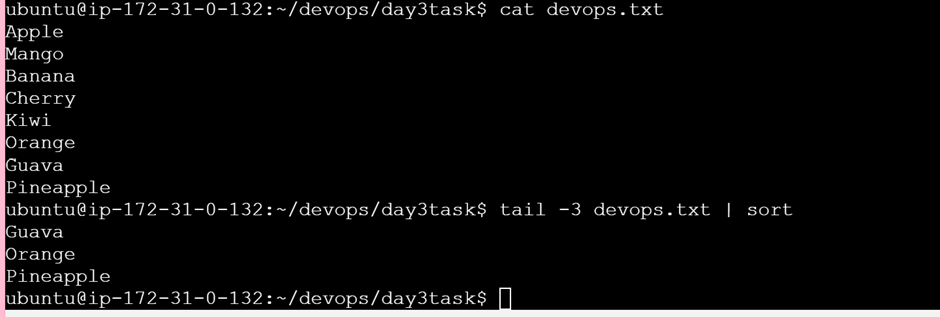 ubuntu@ip-172-31-0-132:~/devops/day3task$ cat devops.txt
Apple
Mango
Banana
Cherry
Kiwi
Orange
Guava
Pineapple
ubuntu@ip-172-31-0-132:~/devops/day3task$ tail -3 devops.txt | sort
Guava
Orange
Pineapple
ubuntu@ip-172-31-0-132:~/devops/day3task$